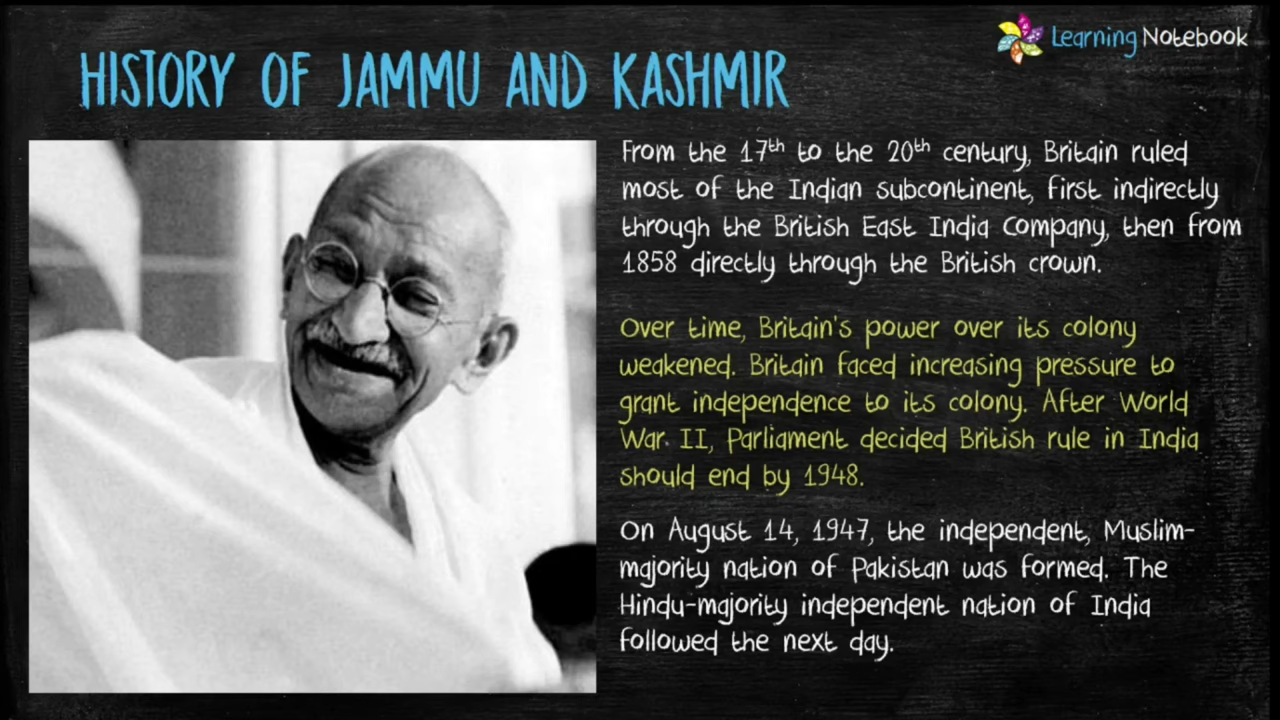 Learning Notebook
HISTORY OF JAMMU AND KASHMIR
From the 17th to the 20th century, Britain ruled
most of the Indian subcontinent, first indirectly
through the British East India Company, then from
1858 directly through the British crown.
Over time, Britain's power over its colony
weakened. Britain faced increasing pressure to
grant independence to its colony. After World
War II, Parliament decided British rule in India
should end by 1948.
On August 14, 1947, the independent, Muslim-
majority nation of Pakistan was formed. The
Hindu-majority independent nation of India
followed the next day.